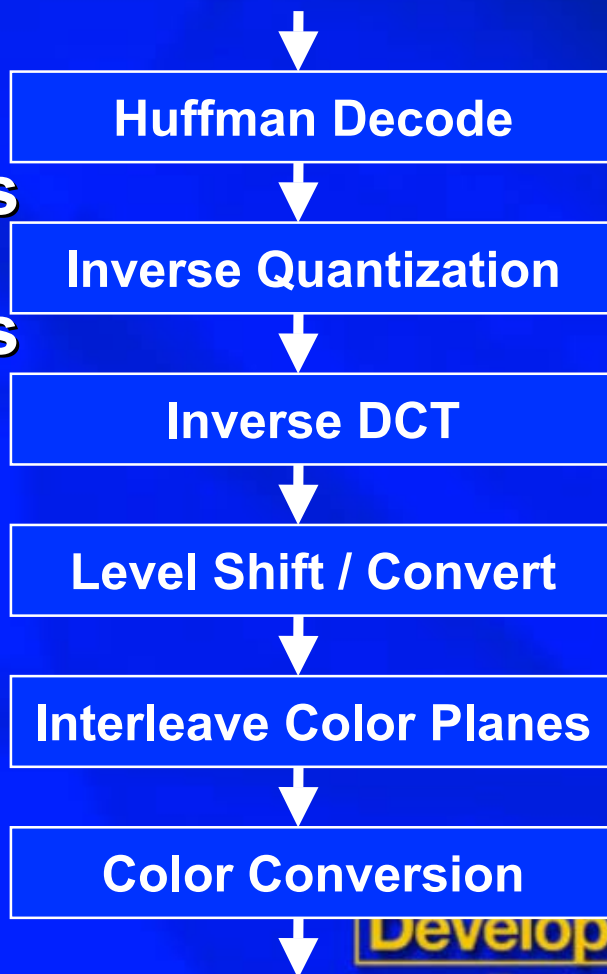 Huffman Decode
s
Inverse Quantization
s
Inverse DCT
Level Shift / Convert
Interleave Color Planes
Color Conversion
Develop